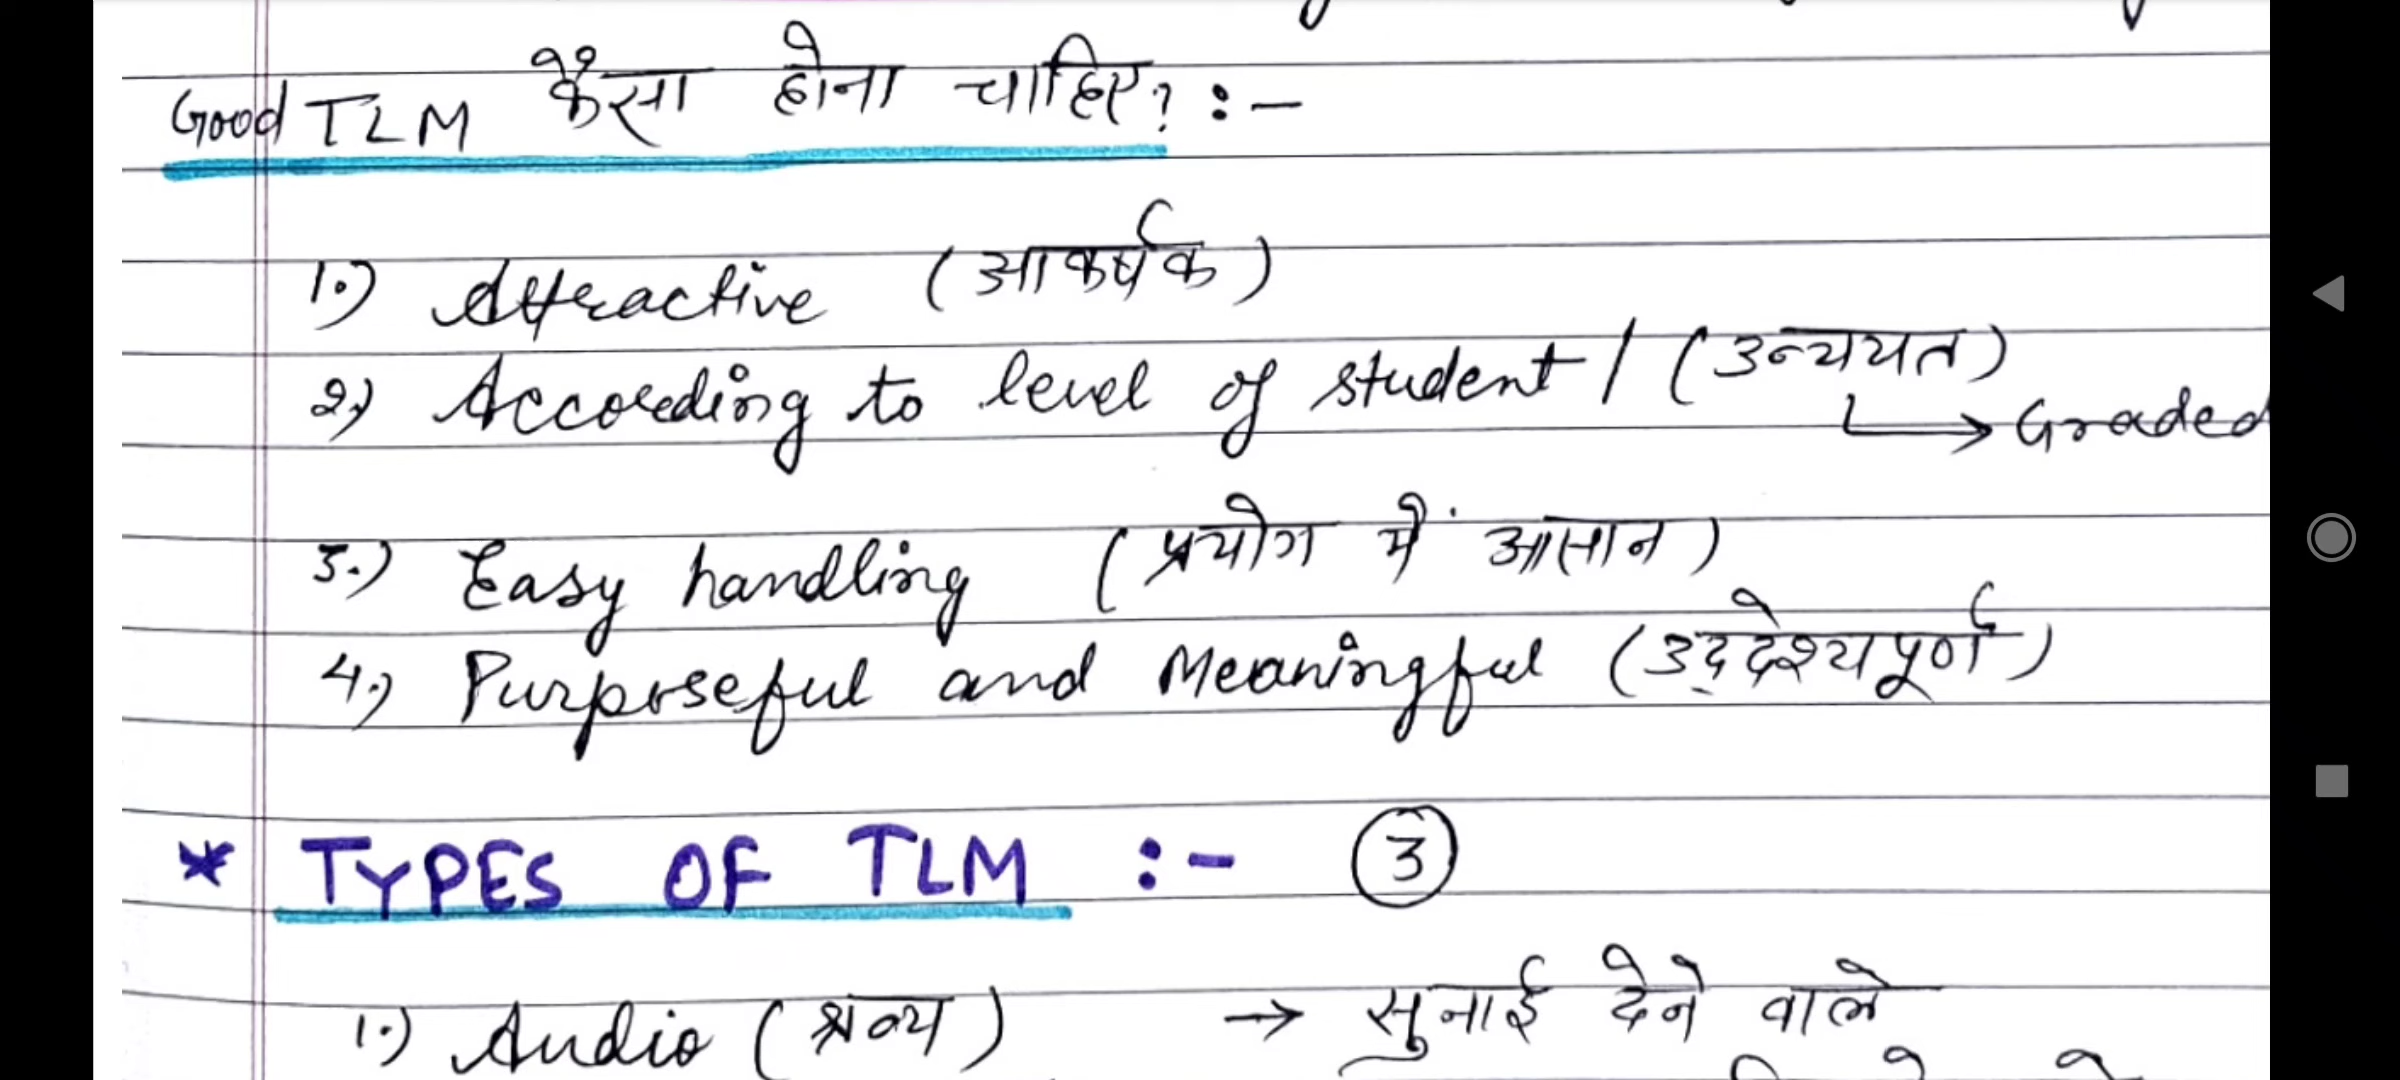 Good TLM कैसा होना चाहिए? :-
1.) Attractive (आकर्षक)
2.) According to level of student / (उन्ययत)
↳ Graded
3.) Easy handling (प्रयोग में आसान)
4.) Purposeful and Meaningful (उद्देश्यपूर्ण)
* TYPES OF TLM :- 3
1.) Audio (श्रव्य) → सुनाई देने वाले